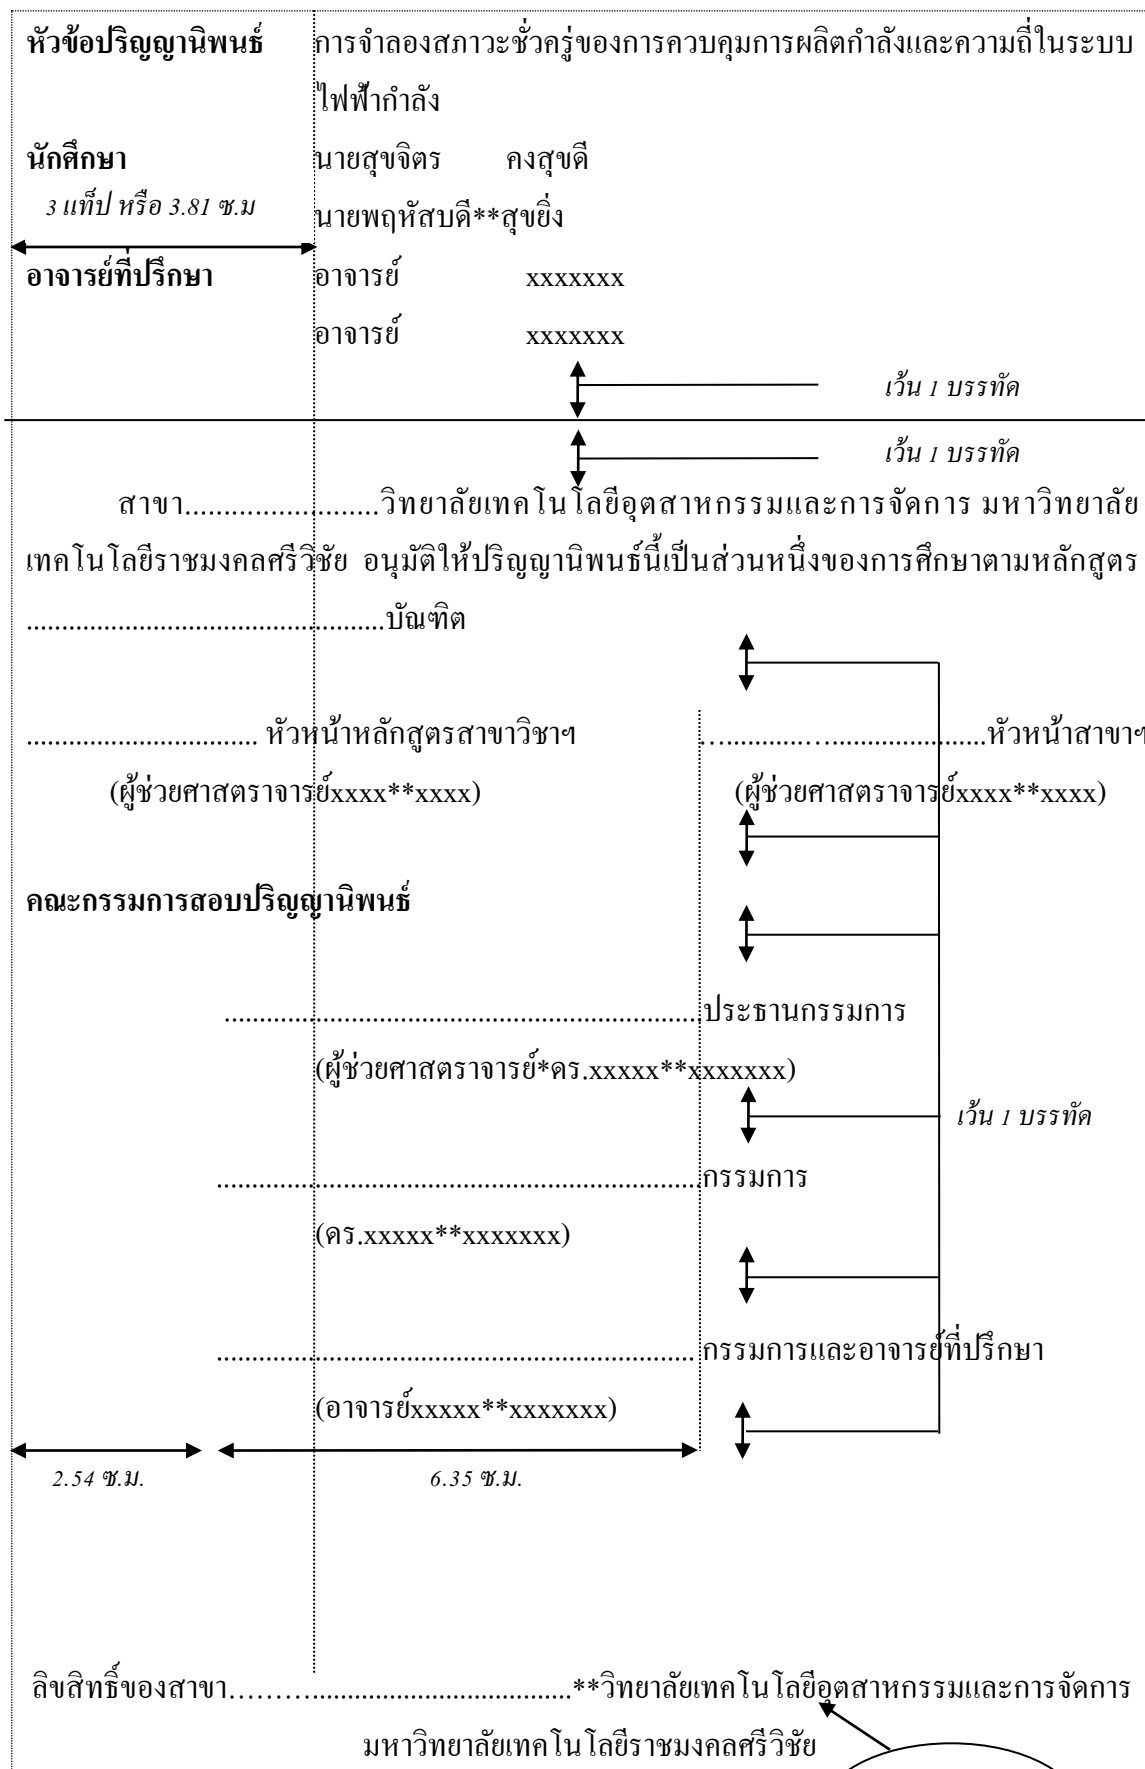 หัวข้อปริญญานิพนธ์ การจำลองสภาวะชั่วครู่ของการควบคุมการผลิตกำลังและความถี่ในระบบ
ไฟฟ้ากำลัง
นักศึกษา นายสุขจิตร คงสุขดี
3 แท็ป หรือ 3.81 ซ.ม นายพฤหัสบดี**สุขยิ่ง
อาจารย์ที่ปรึกษา อาจารย์ xxxxxxx
อาจารย์ xxxxxxx
เว้น 1 บรรทัด
เว้น 1 บรรทัด
สาขา............................วิทยาลัยเทคโนโลยีอุตสาหกรรมและการจัดการ มหาวิทยาลัย
เทคโนโลยีราชมงคลศรีวิชัย อนุมัติให้ปริญญานิพนธ์นี้เป็นส่วนหนึ่งของการศึกษาตามหลักสูตร
...................................................บัณฑิต
................................. หัวหน้าหลักสูตรสาขาวิชาฯ .....................................หัวหน้าสาขาฯ
(ผู้ช่วยศาสตราจารย์xxxx**xxxx) (ผู้ช่วยศาสตราจารย์xxxx**xxxx)
คณะกรรมการสอบปริญญานิพนธ์
....................................................................ประธานกรรมการ
(ผู้ช่วยศาสตราจารย์*ดร.xxxxx**xxxxxxx)
เว้น 1 บรรทัด
.....................................................................กรรมการ
(ดร.xxxxx**xxxxxxx)
.................................................................... กรรมการและอาจารย์ที่ปรึกษา
(อาจารย์xxxxx**xxxxxxx)
2.54 ซ.ม. 6.35 ซ.ม.
ลิขสิทธิ์ของสาขา.................................................**วิทยาลัยเทคโนโลยีอุตสาหกรรมและการจัดการ
มหาวิทยาลัยเทคโนโลยีราชมงคลศรีวิชัย